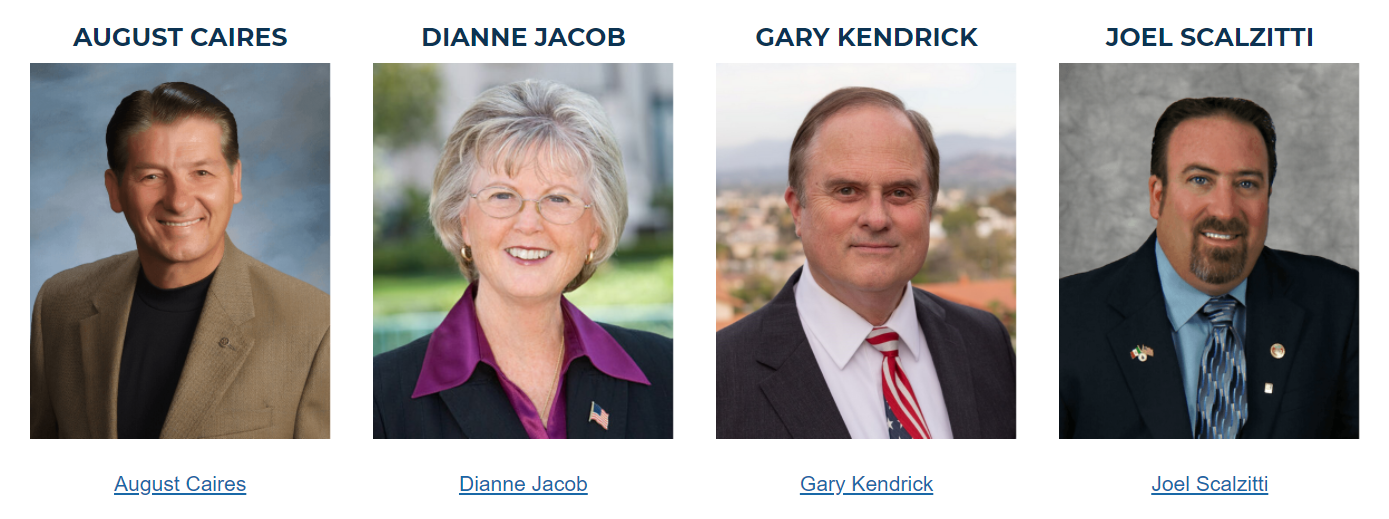 AUGUST CAIRES
DIANNE JACOB
GARY KENDRICK
JOEL SCALZITTI
August Caires
Dianne Jacob
Gary Kendrick
Joel Scalzitti